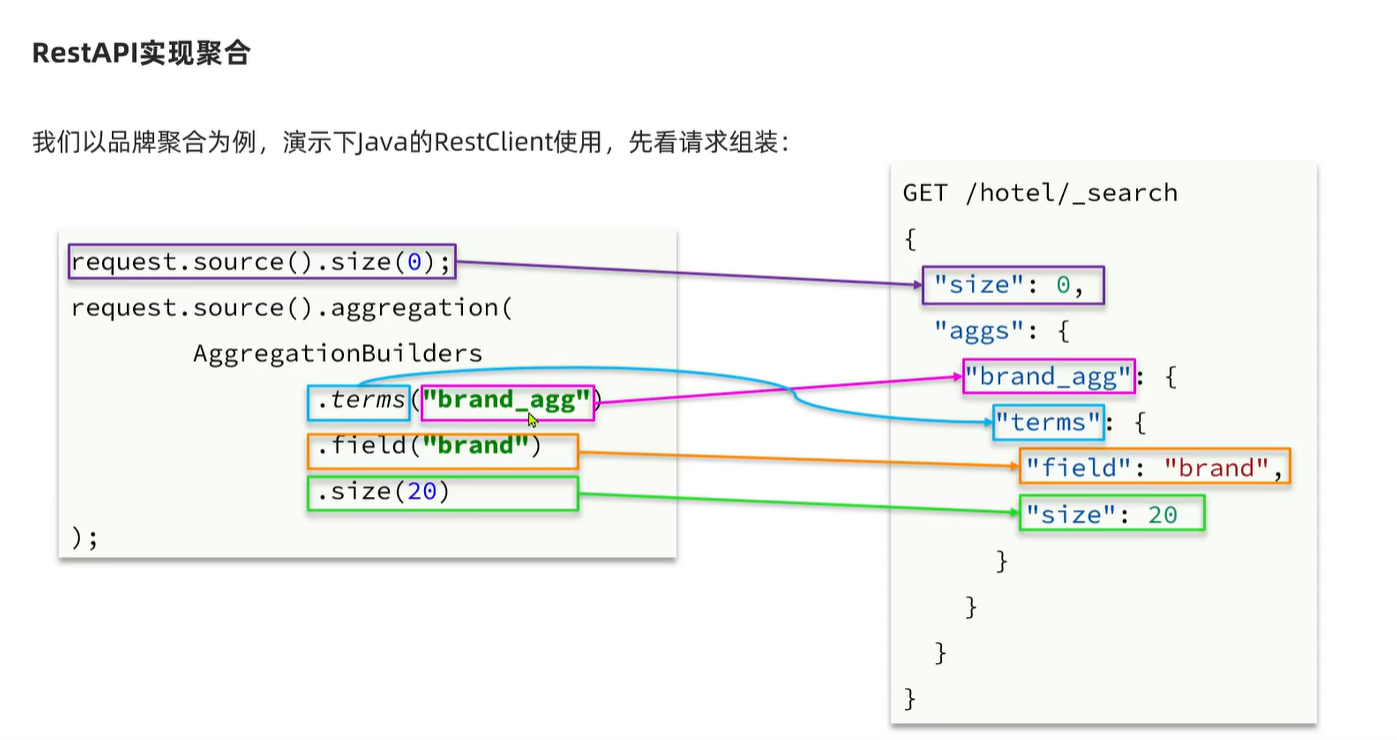 RestAPI实现聚合
我们以品牌聚合为例，演示下Java的RestClient使用，先看请求组装：
request.source().size(0);
request.source().aggregation(
AggregationBuilders
.terms("brand_agg")
.field("brand")
.size(20)
);
GET /hotel/_search
{
"size": 0,
"aggs": {
"brand_agg": {
"terms": {
"field": "brand",
"size": 20
}
}
}
}